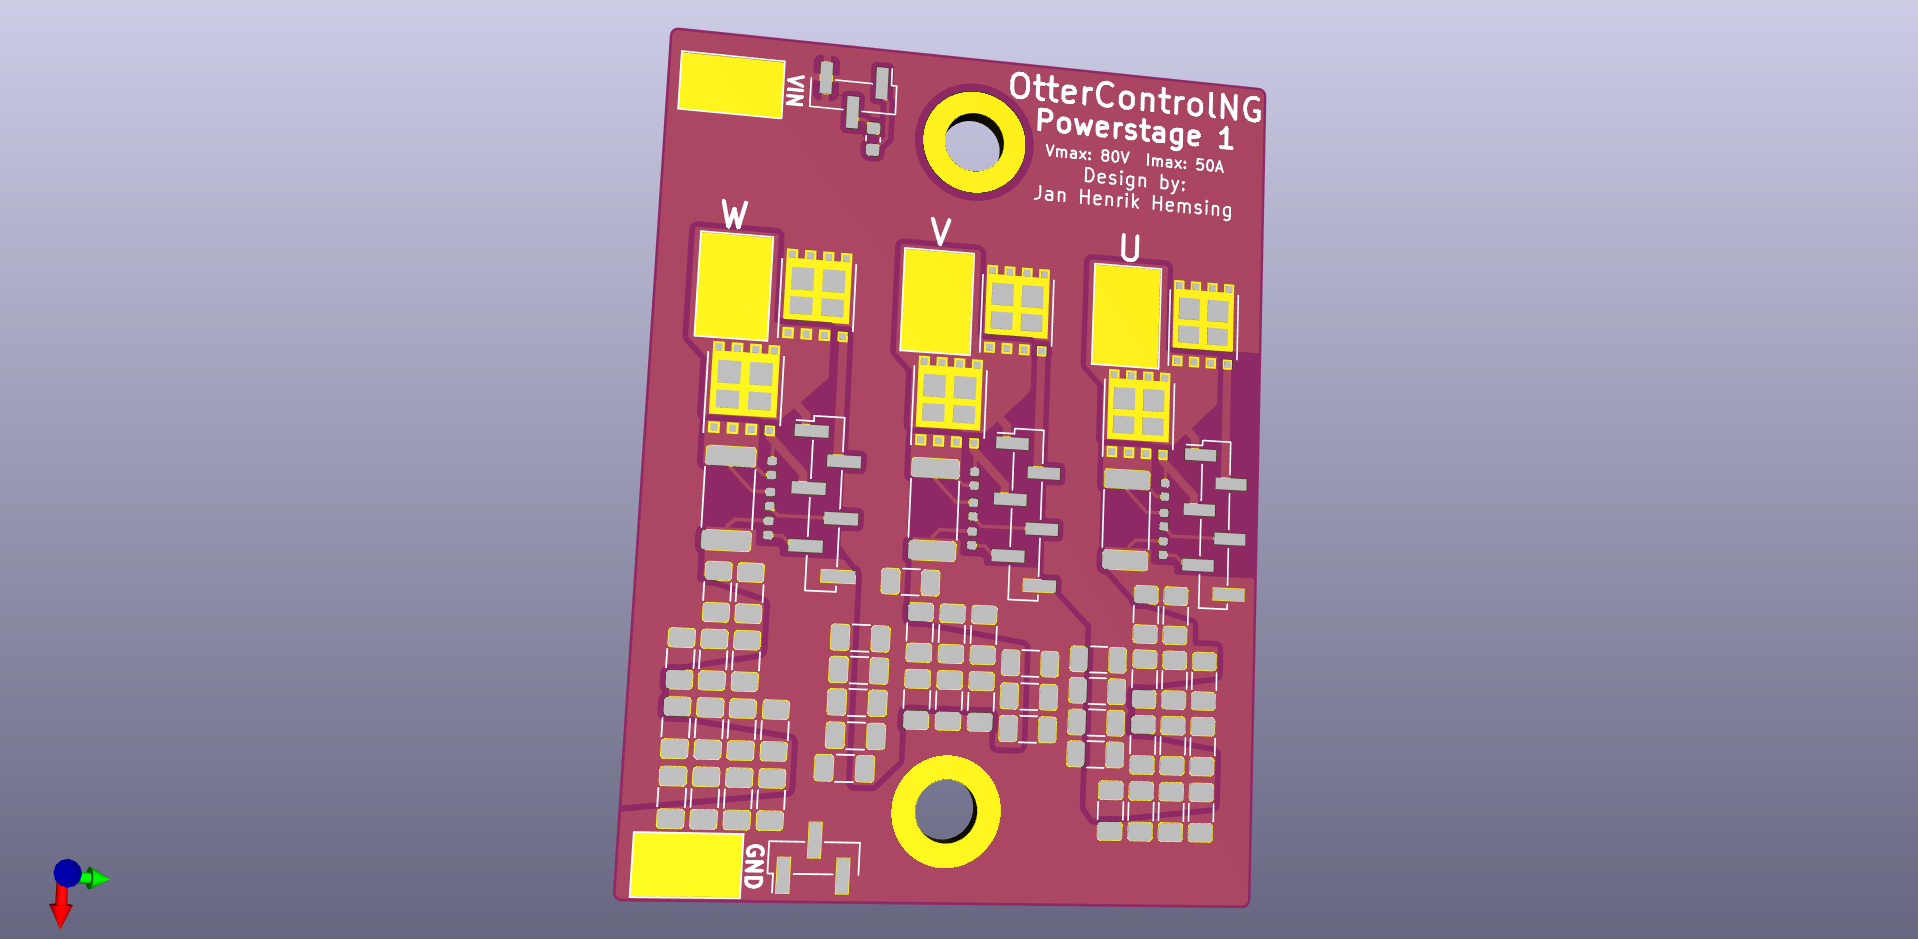 VIN
OtterControlNG
Powerstage 1
Vmax: 80V Imax: 50A
Design by:
Jan Henrik Hemsing
W
V
U
GND